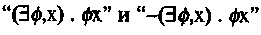 “(∃ϕ,x) . ϕx” и “–(∃ϕ,x) . ϕx”